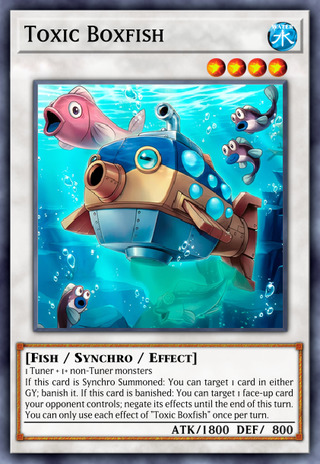 Toxic Boxfish
WATER
水
[Fish / Synchro / Effect]
1 Tuner + 1+ non-Tuner monsters
If this card is Synchro Summoned: You can target 1 card in either
GY; banish it. If this card is banished: You can target 1 face-up card
your opponent controls; negate its effects until the end of this turn.
You can only use each effect of "Toxic Boxfish" once per turn.
ATK/1800 DEF/ 800